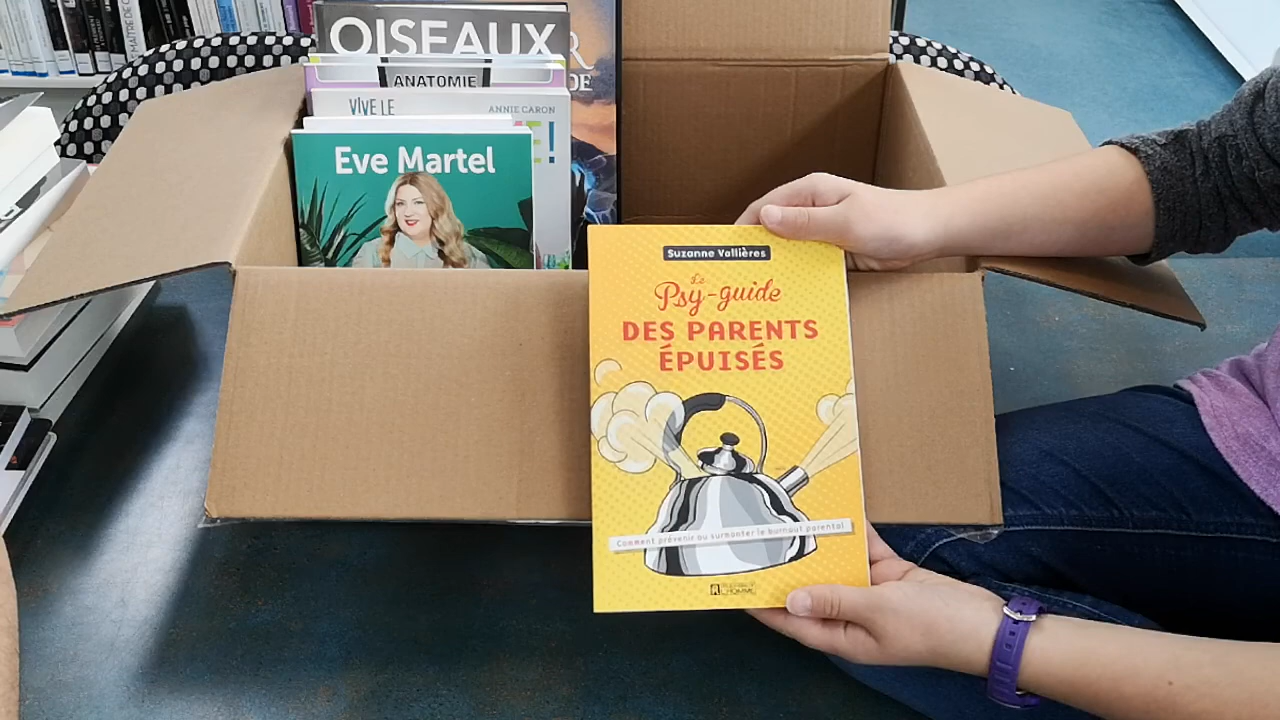 OISEAUX
ANATOMIE
VIVE LE
ANNIE CARON
E!
R
DE
Eve Martel
Suzanne Vallières
Le
Psy-guide
DES PARENTS
ÉPUISÉS
Comment prévenir ou surmonter le burnout parental
L'HOMME